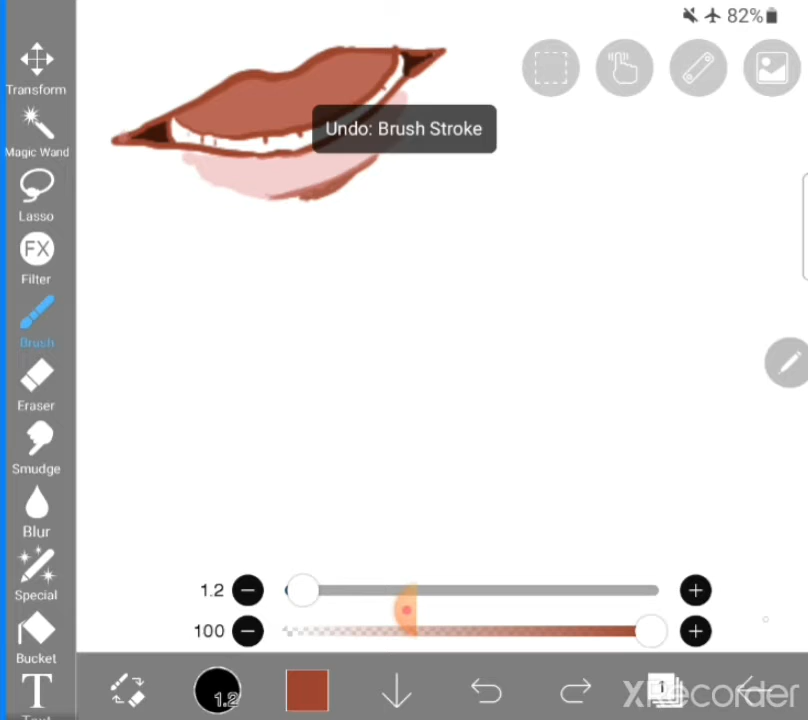 82%
Transform
Magic Wand
Lasso
FX
Filter
Undo: Brush Stroke
Brush
Eraser
Smudge
Blur
Special
Bucket
T
1.2
100
1.2
1
XRecorder